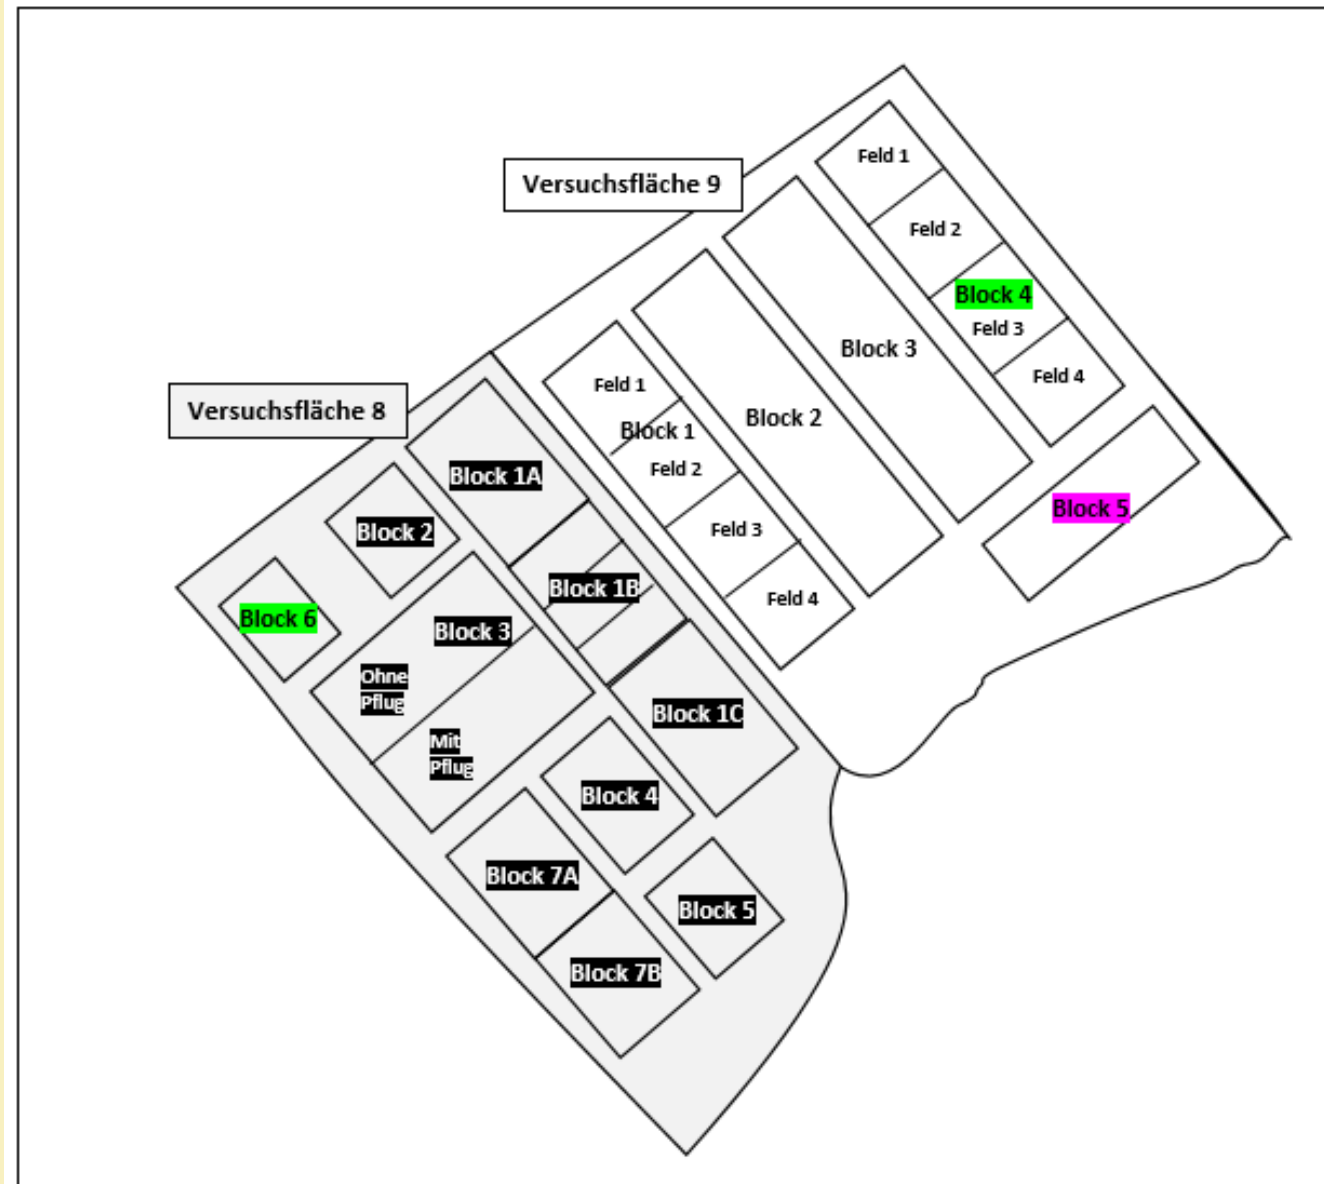 Versuchsfläche 9
Feld 1
Feld 2
Block 4
Feld 3
Feld 4
Block 3
Block 2
Feld 1
Block 1
Feld 2
Feld 3
Feld 4
Block 5
Versuchsfläche 8
Block 1A
Block 2
Block 1B
Block 6
Block 3
Ohne
Pflug
Mit
Pflug
Block 1C
Block 4
Block 7A
Block 5
Block 7B